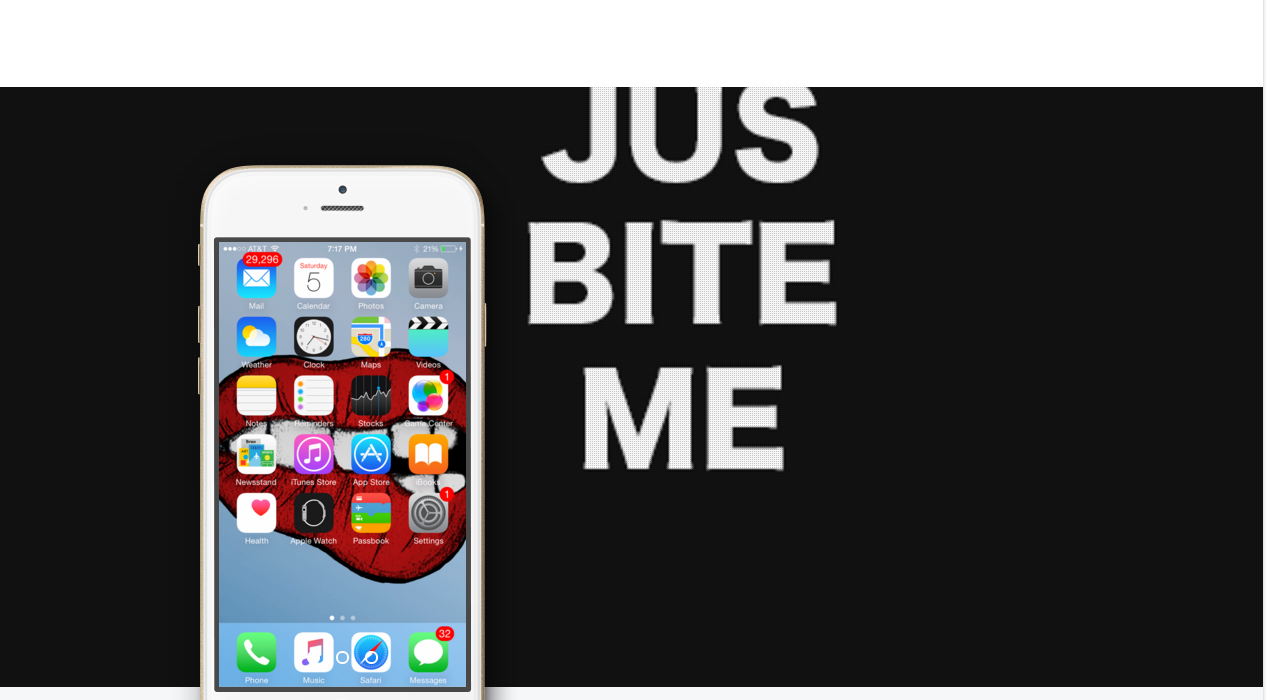 JUS
BITE
ME
AT&T 7:17 PM 21%
29,296
Saturday
5
Mail Calendar Photos Camera
280
Weather Clock Maps Videos
1
Notes Reminders Stocks Game Center
Newsstand iTunes Store App Store iBooks
1
Health Apple Watch Passbook Settings
32
Phone Music Safari Messages